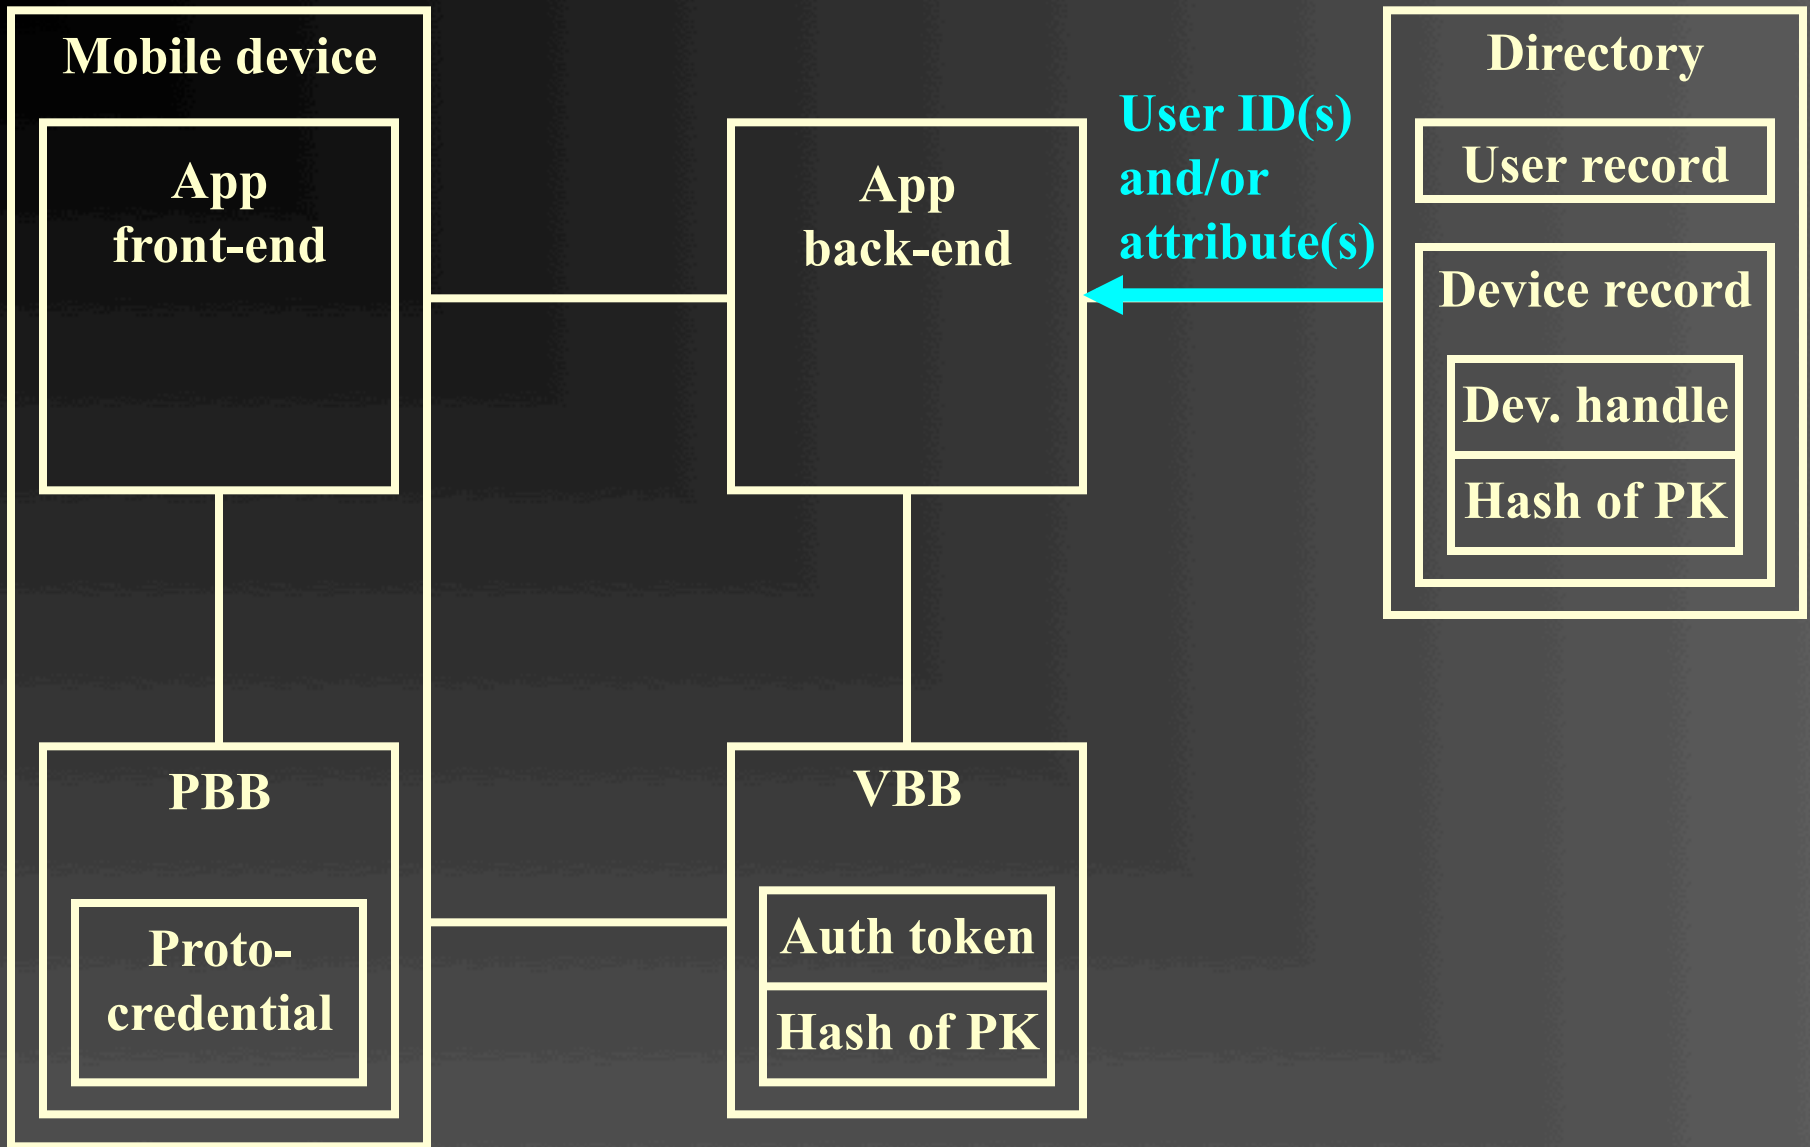 Mobile device
App
front-end
PBB
Proto-
credential
App
back-end
VBB
Auth token
Hash of PK
User ID(s)
and/or
attribute(s)
Directory
User record
Device record
Dev. handle
Hash of PK